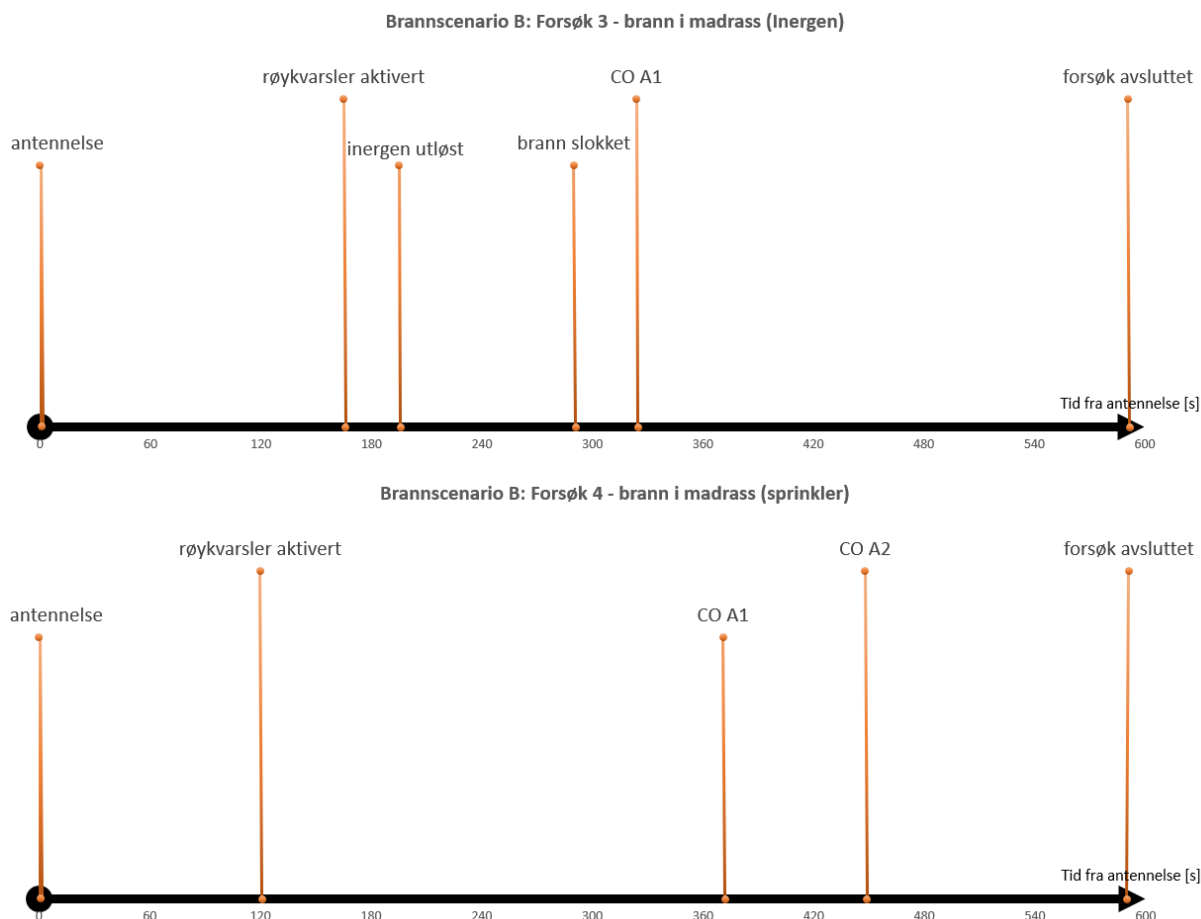 Brannscenario B: Forsøk 3 - brann i madrass (Inergen)
røykvarsler aktivert
CO A1
forsøk avsluttet
antennelse
inergen utløst
brann slokket
Tid fra antennelse [s]
0 60 120 180 240 300 360 420 480 540 600
Brannscenario B: Forsøk 4 - brann i madrass (sprinkler)
røykvarsler aktivert
CO A2
forsøk avsluttet
antennelse
CO A1
Tid fra antennelse [s]
0 60 120 180 240 300 360 420 480 540 600